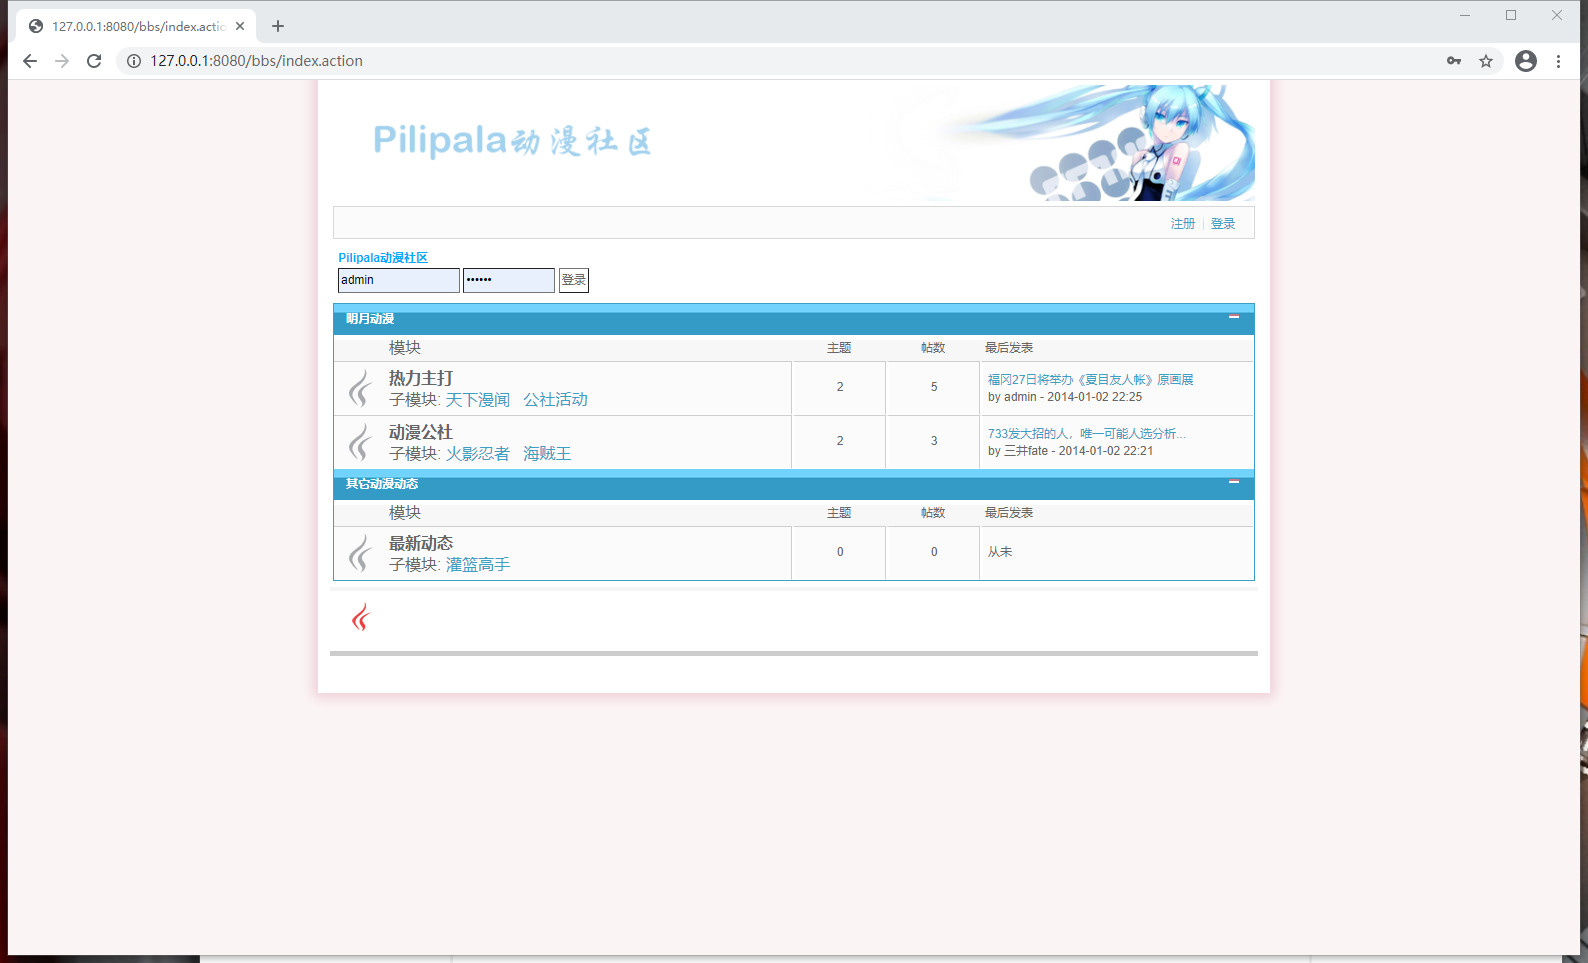 127.0.0.1:8080/bbs/index.actio
127.0.0.1:8080/bbs/index.action
Pilipala动漫社区
注册 登录
Pilipala动漫社区
admin •••••• 登录
明月动漫
模块 主题 帖数 最后发表
热力主打
子模块: 天下漫闻 公社活动
2 5
福冈27日将举办《夏目友人帐》原画展
by admin - 2014-01-02 22:25
动漫公社
子模块: 火影忍者 海贼王
2 3
733发大招的人，唯一可能人选分析...
by 三井fate - 2014-01-02 22:21
其它动漫动态
模块 主题 帖数 最后发表
最新动态
子模块: 灌篮高手
0 0 从未